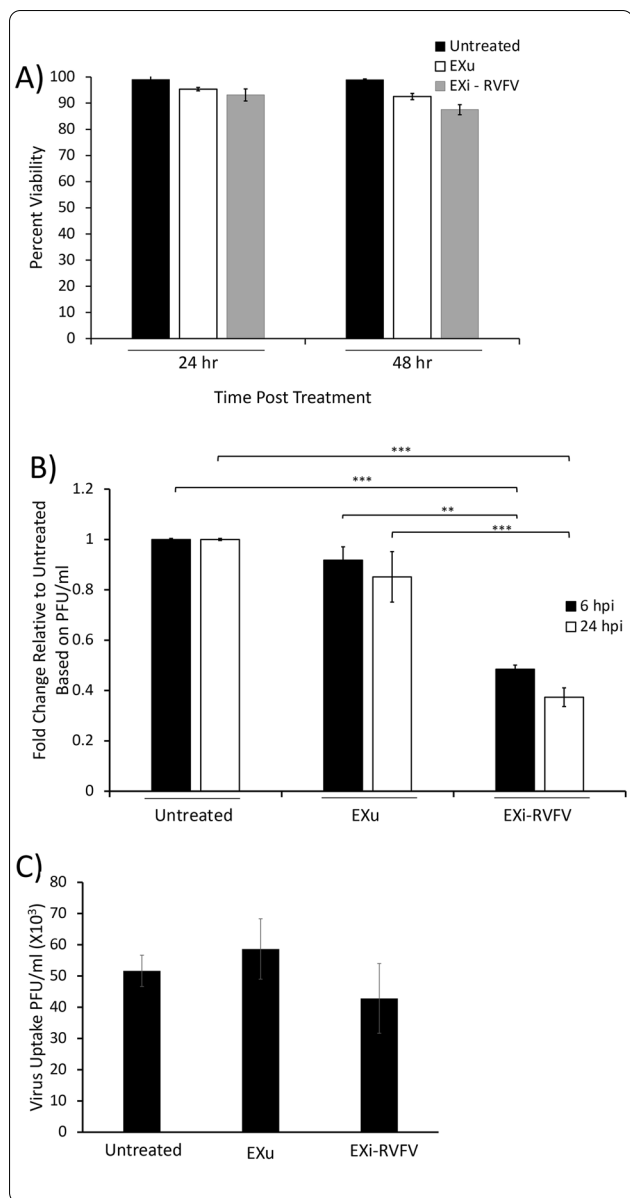 A)
Untreated
EXu
EXi - RVFV
Percent Viability
100
90
80
70
60
50
40
30
20
10
0
24 hr
48 hr
Time Post Treatment
B)
***
***
**
***
Fold Change Relative to Untreated
Based on PFU/ml
1.2
1
0.8
0.6
0.4
0.2
0
6 hpi
24 hpi
Untreated
EXu
EXi-RVFV
C)
Virus Uptake PFU/ml (X10³)
80
70
60
50
40
30
20
10
0
Untreated
EXu
EXi-RVFV